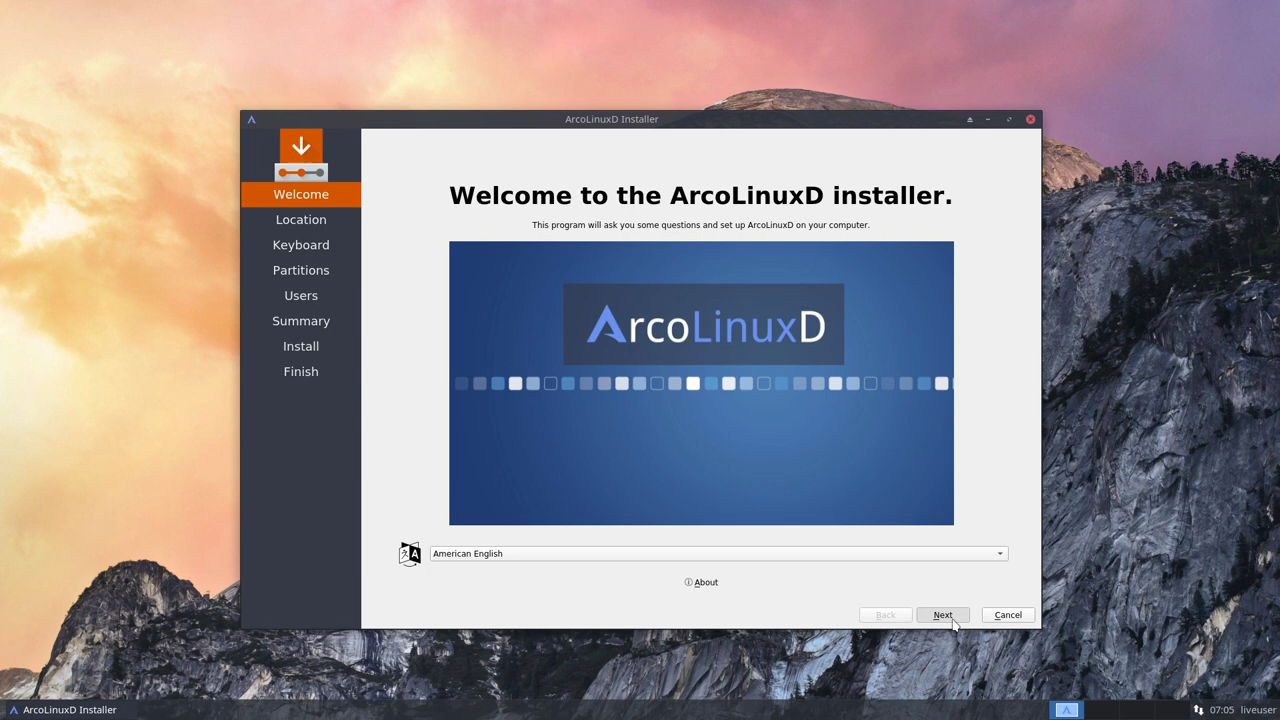 ArcoLinuxD Installer
Welcome
Location
Keyboard
Partitions
Users
Summary
Install
Finish
Welcome to the ArcoLinuxD installer.
This program will ask you some questions and set up ArcoLinuxD on your computer.
ArcoLinuxD
American English
About
Back
Next
Cancel
ArcoLinuxD Installer
07:05 liveuser